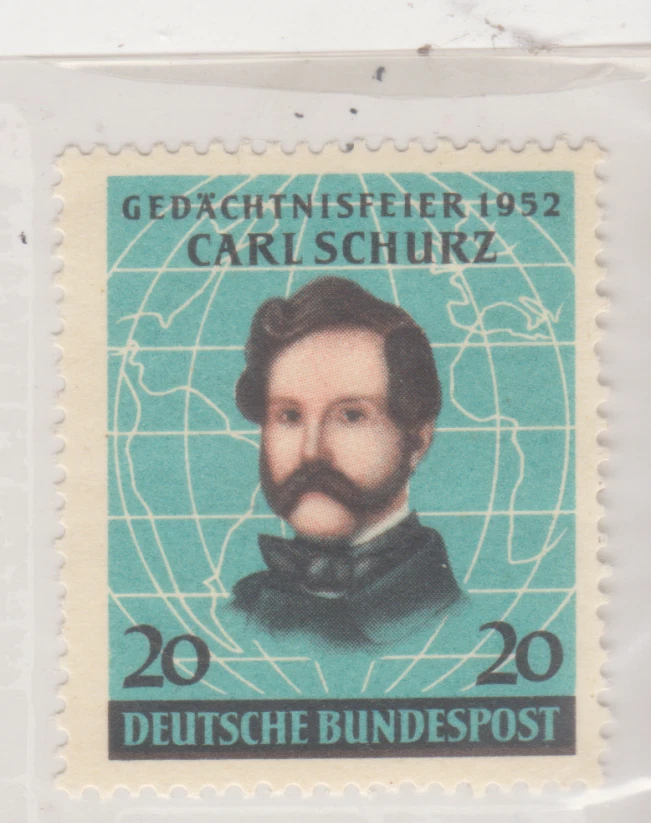 GEDÄCHTNISFEIER 1952
CARL SCHURZ
20 20
DEUTSCHE BUNDESPOST